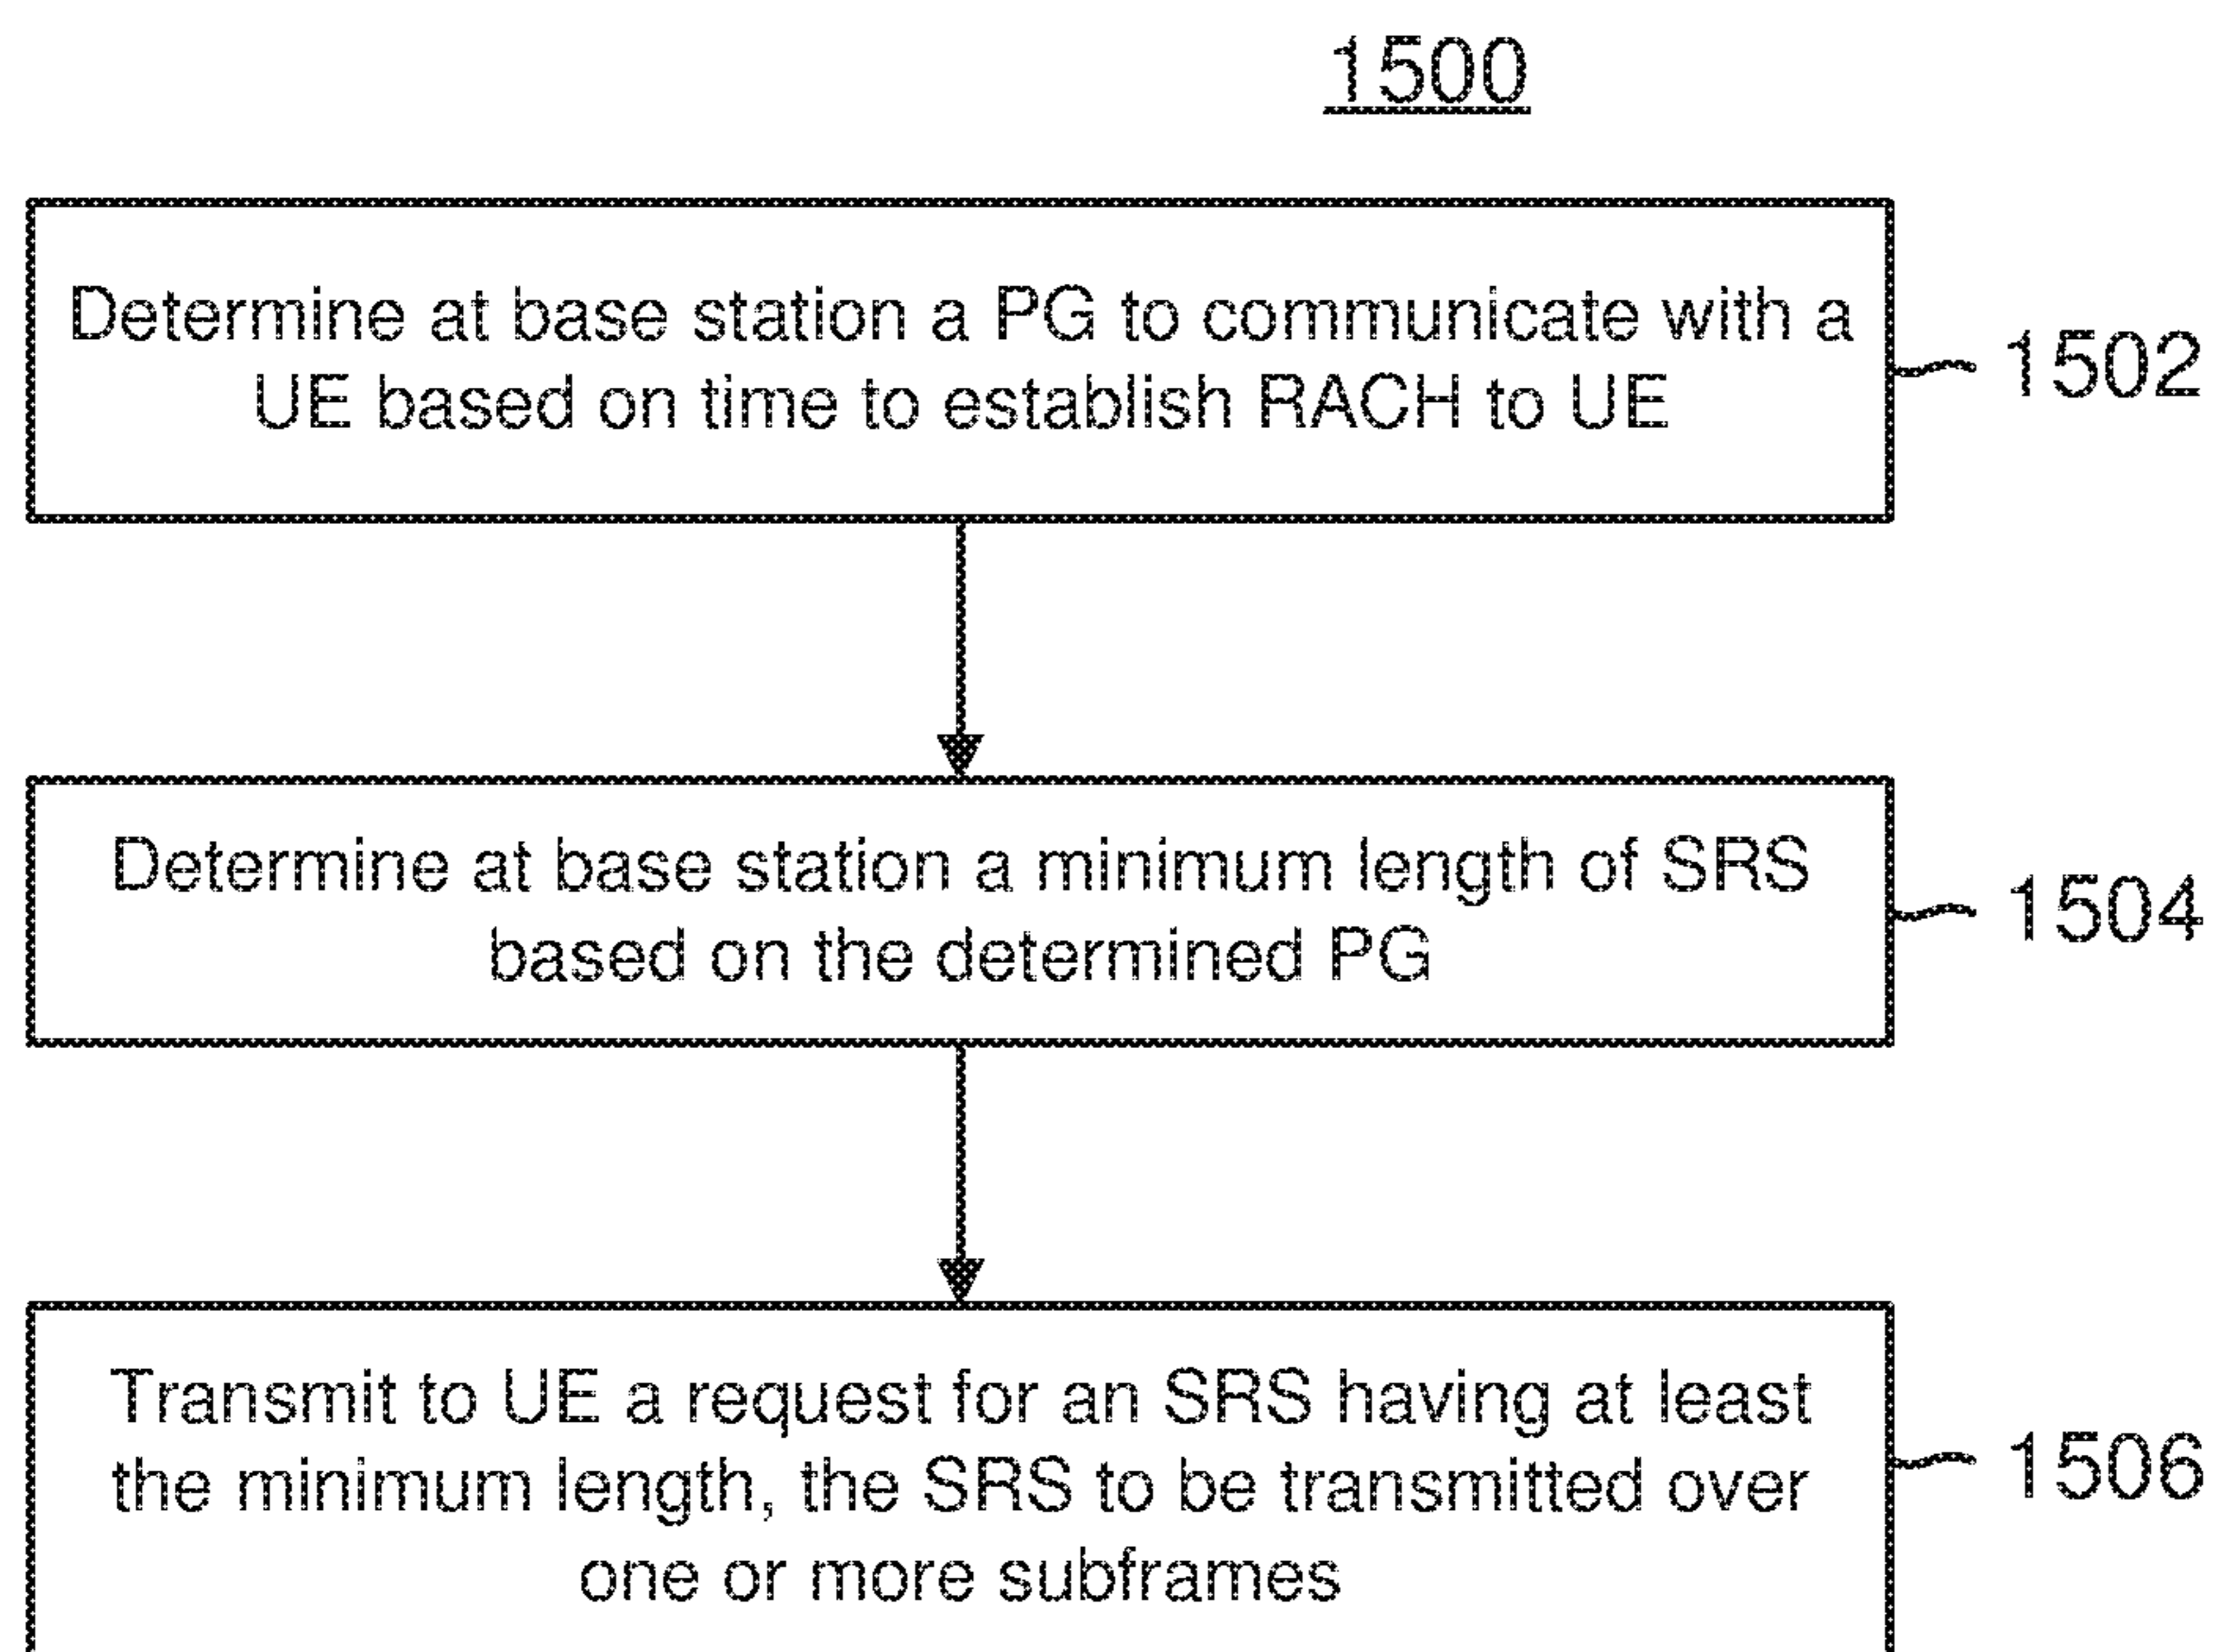 1500
Determine at base station a PG to communicate with a
UE based on time to establish RACH to UE
1502
Determine at base station a minimum length of SRS
based on the determined PG
1504
Transmit to UE a request for an SRS having at least
the minimum length, the SRS to be transmitted over
one or more subframes
1506